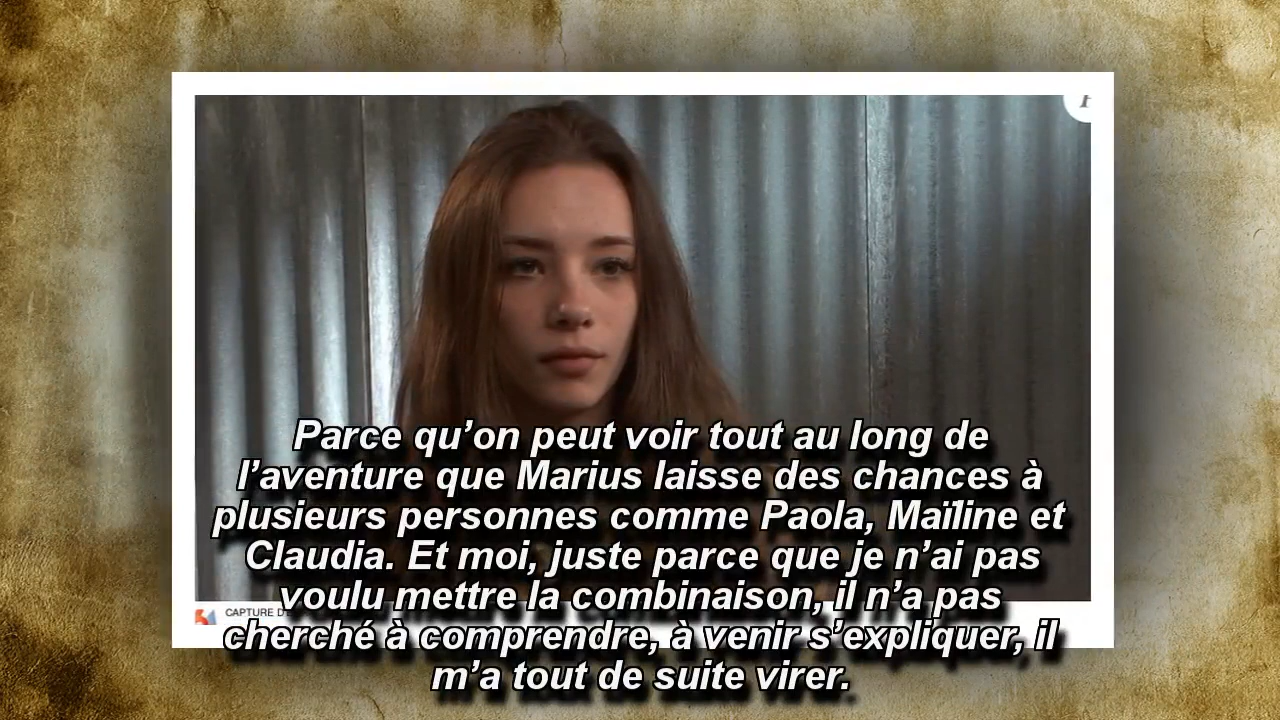 Parce qu’on peut voir tout au long de
l’aventure que Marius laisse des chances à
plusieurs personnes comme Paola, Maïline et
Claudia. Et moi, juste parce que je n’ai pas
voulu mettre la combinaison, il n’a pas
CAPTURE
cherché à comprendre, à venir s’expliquer, il
m’a tout de suite virer.